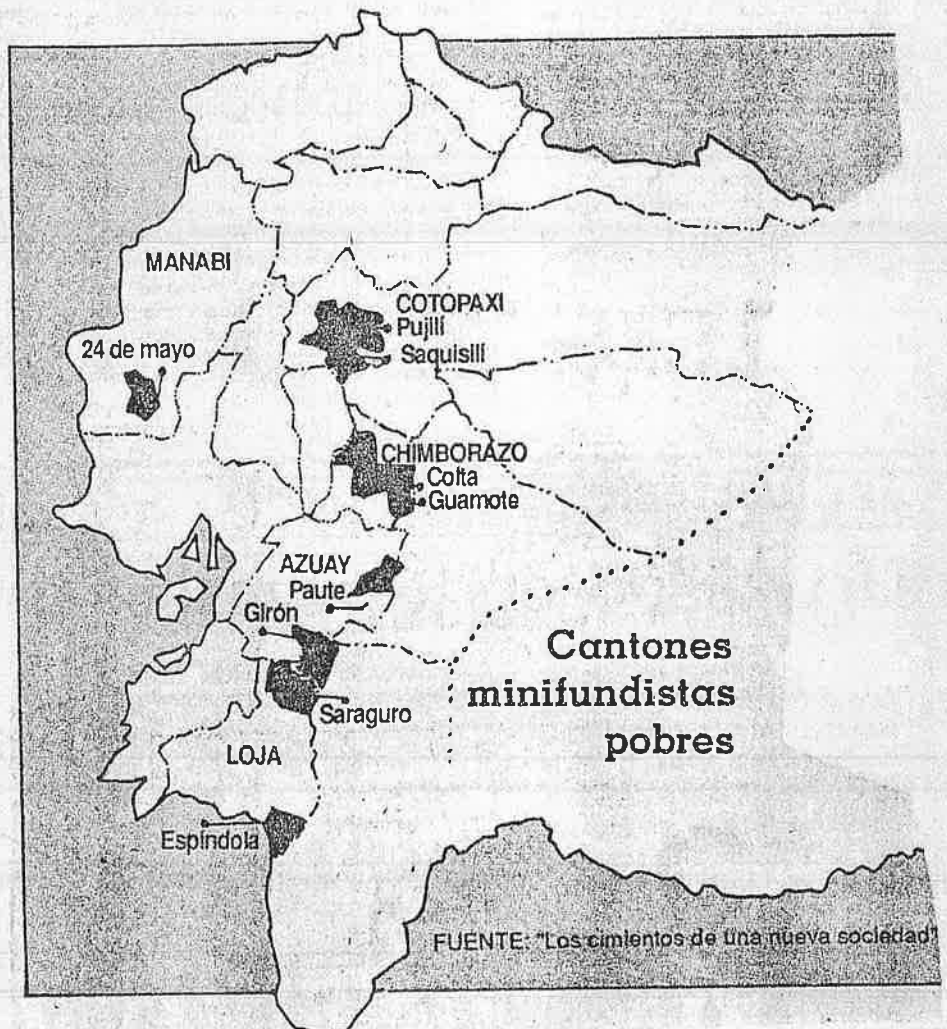 MANABI
COTOPAXI
Pujilí
Saquisilí
24 de mayo
CHIMBORAZO
Colta
Guamote
AZUAY
Paute
Girón
Cantones
minifundistas
pobres
Saraguro
LOJA
Espíndola
FUENTE: "Los cimientos de una nueva sociedad"